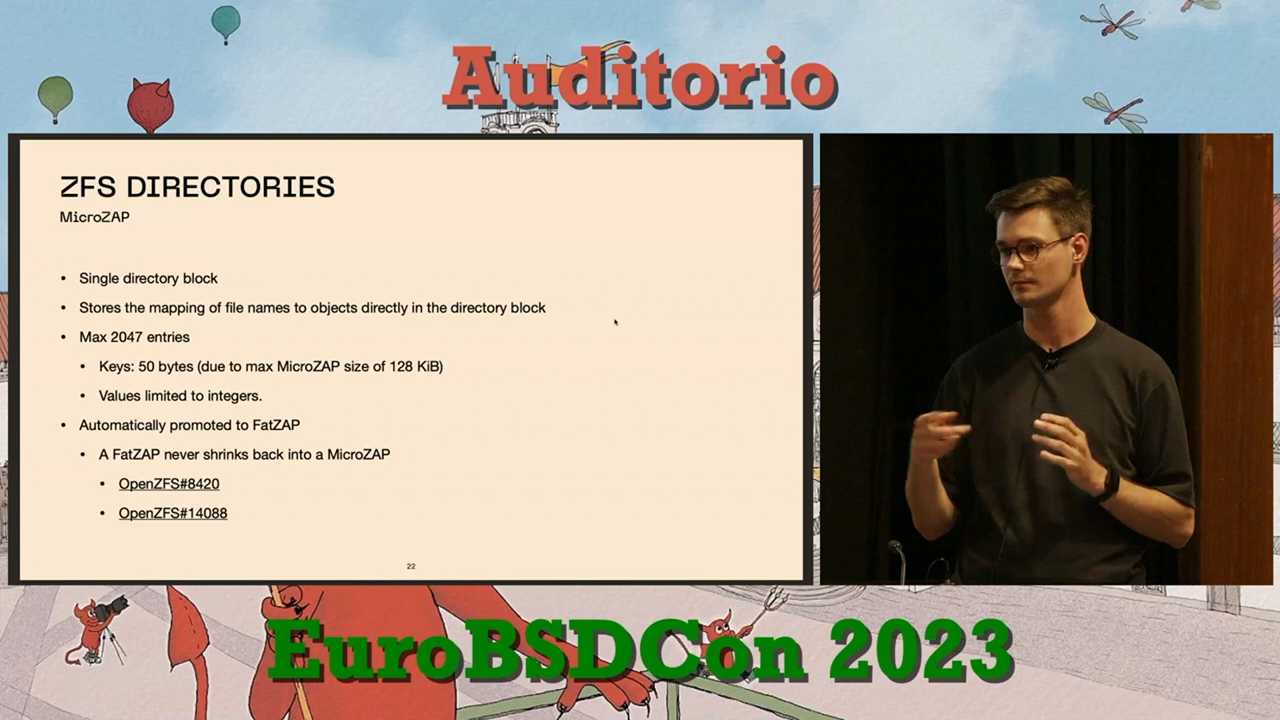 Auditorio
ZFS DIRECTORIES
MicroZAP
• Single directory block
• Stores the mapping of file names to objects directly in the directory block
• Max 2047 entries
• Keys: 50 bytes (due to max MicroZAP size of 128 KiB)
• Values limited to integers.
• Automatically promoted to FatZAP
• A FatZAP never shrinks back into a MicroZAP
• OpenZFS#8420
• OpenZFS#14088
22
EuroBSDCon 2023